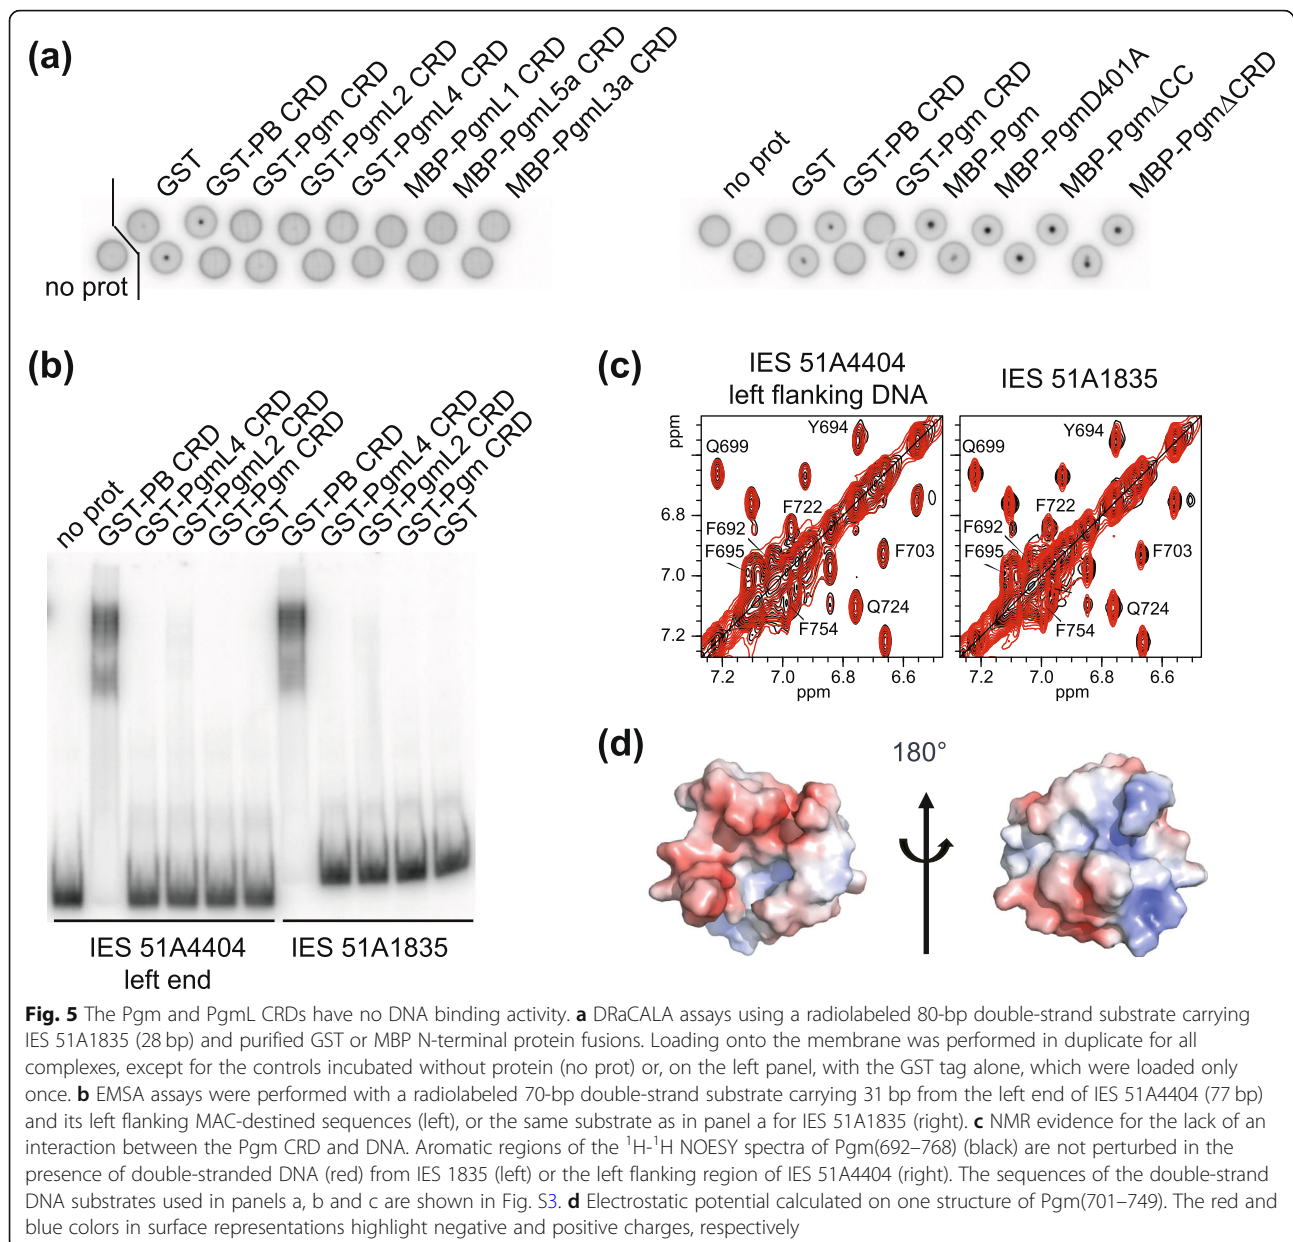 (a)
GST
GST-PB CRD
GST-Pgm CRD
GST-PgmL2 CRD
GST-PgmL4 CRD
MBP-PgmL1 CRD
MBP-PgmL5a CRD
MBP-PgmL3a CRD
no prot
no prot
GST
GST-PB CRD
GST-Pgm CRD
MBP-Pgm
MBP-PgmD401A
MBP-Pgm∆CC
MBP-Pgm∆CRD
(b)
no prot
GST-PB CRD
GST-PgmL4 CRD
GST-PgmL2 CRD
GST-Pgm CRD
GST
GST-PB CRD
GST-PgmL4 CRD
GST-PgmL2 CRD
GST-Pgm CRD
GST
IES 51A4404
left end
IES 51A1835
(c)
IES 51A4404
left flanking DNA
IES 51A1835
ppm
6.8
7.0
7.2
Q699
Y694
F722
F692
F695
F703
Q724
F754
7.2 7.0 6.8 6.6
ppm
Q699
Y694
F722
F692
F695
F703
Q724
F754
7.2 7.0 6.8 6.6
ppm
(d)
180°
Fig. 5 The Pgm and PgmL CRDs have no DNA binding activity. a DRaCALA assays using a radiolabeled 80-bp double-strand substrate carrying
IES 51A1835 (28 bp) and purified GST or MBP N-terminal protein fusions. Loading onto the membrane was performed in duplicate for all
complexes, except for the controls incubated without protein (no prot) or, on the left panel, with the GST tag alone, which were loaded only
once. b EMSA assays were performed with a radiolabeled 70-bp double-strand substrate carrying 31 bp from the left end of IES 51A4404 (77 bp)
and its left flanking MAC-destined sequences (left), or the same substrate as in panel a for IES 51A1835 (right). c NMR evidence for the lack of an
interaction between the Pgm CRD and DNA. Aromatic regions of the ¹H-¹H NOESY spectra of Pgm(692–768) (black) are not perturbed in the
presence of double-stranded DNA (red) from IES 1835 (left) or the left flanking region of IES 51A4404 (right). The sequences of the double-strand
DNA substrates used in panels a, b and c are shown in Fig. S3. d Electrostatic potential calculated on one structure of Pgm(701–749). The red and
blue colors in surface representations highlight negative and positive charges, respectively